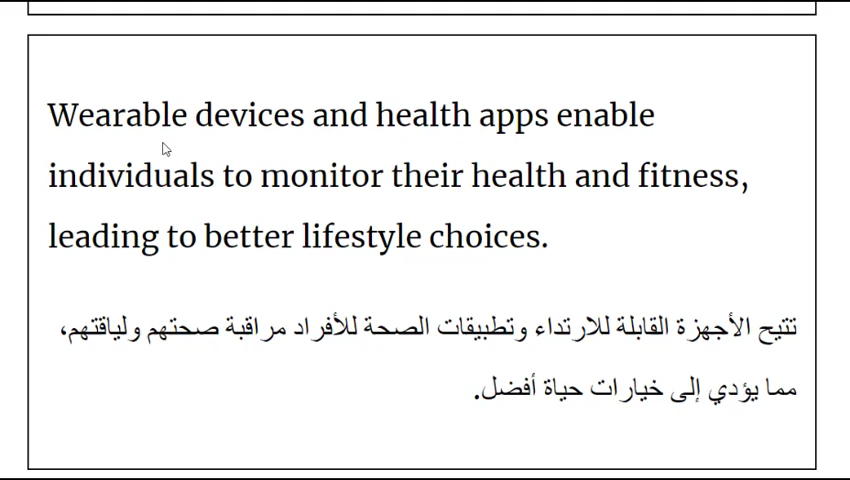 Wearable devices and health apps enable
individuals to monitor their health and fitness,
leading to better lifestyle choices.
تتيح الأجهزة القابلة للارتداء وتطبيقات الصحة للأفراد مراقبة صحتهم ولياقتهم،
مما يؤدي إلى خيارات حياة أفضل.